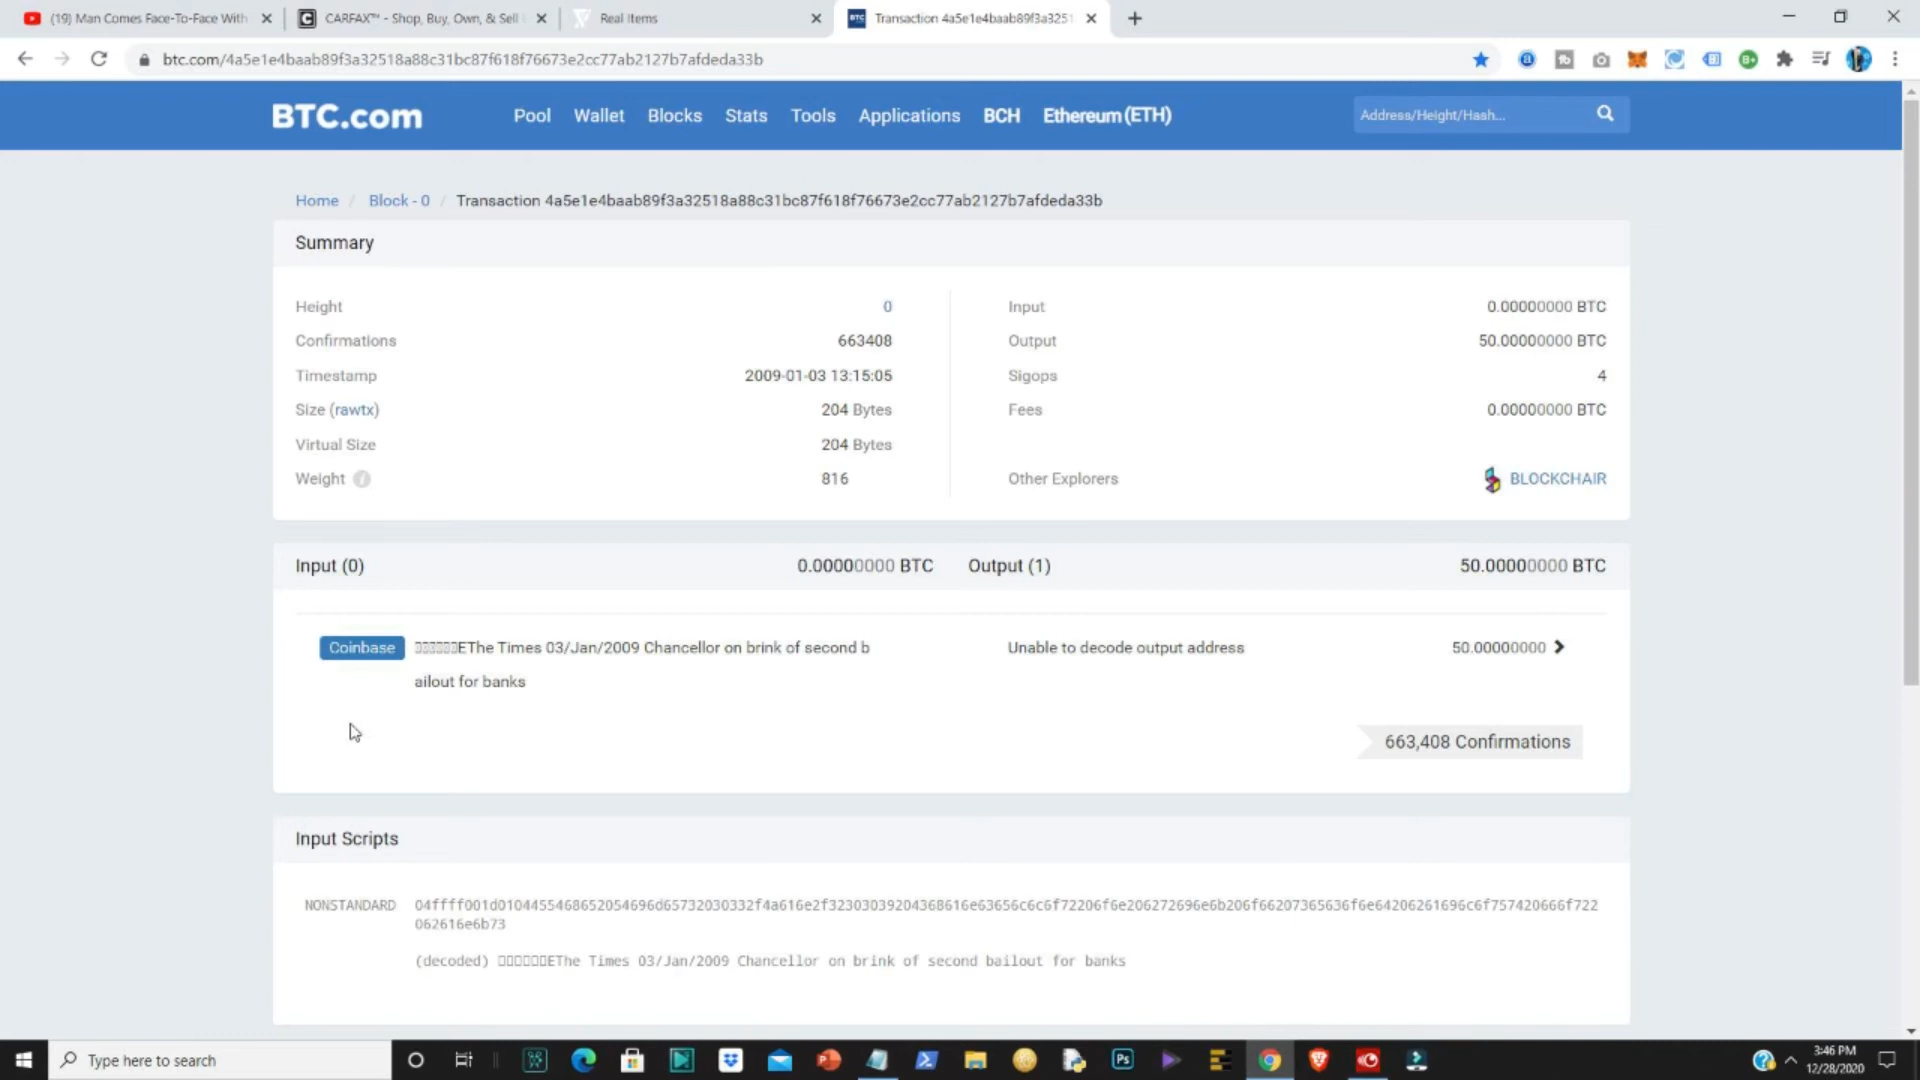 (19) Man Comes Face-To-Face With
CARFAX™ - Shop, Buy, Own, & Sell
Real Items
Transaction 4a5e1e4baab89f3a3251
btc.com/4a5e1e4baab89f3a32518a88c31bc87f618f76673e2cc77ab2127b7afdeda33b
BTC.com
Pool Wallet Blocks Stats Tools Applications BCH Ethereum(ETH)
Address/Height/Hash...
Home / Block - 0 / Transaction 4a5e1e4baab89f3a32518a88c31bc87f618f76673e2cc77ab2127b7afdeda33b
Summary
Height 0
Confirmations 663408
Timestamp 2009-01-03 13:15:05
Size (rawtx) 204 Bytes
Virtual Size 204 Bytes
Weight 816
Input 0.00000000 BTC
Output 50.00000000 BTC
Sigops 4
Fees 0.00000000 BTC
Other Explorers BLOCKCHAIR
Input (0) 0.00000000 BTC Output (1) 50.00000000 BTC
Coinbase EThe Times 03/Jan/2009 Chancellor on brink of second b
ailout for banks
Unable to decode output address 50.00000000
663,408 Confirmations
Input Scripts
NONSTANDARD 04ffff001d0104455468652054696d65732030332f4a616e2f32303039204368616e63656c6c6f72206f6e206272696e6b206f66207365636f6e64206261696c6f757420666f722
062616e6b73
(decoded) EThe Times 03/Jan/2009 Chancellor on brink of second bailout for banks
Type here to search
3:46 PM
12/28/2020